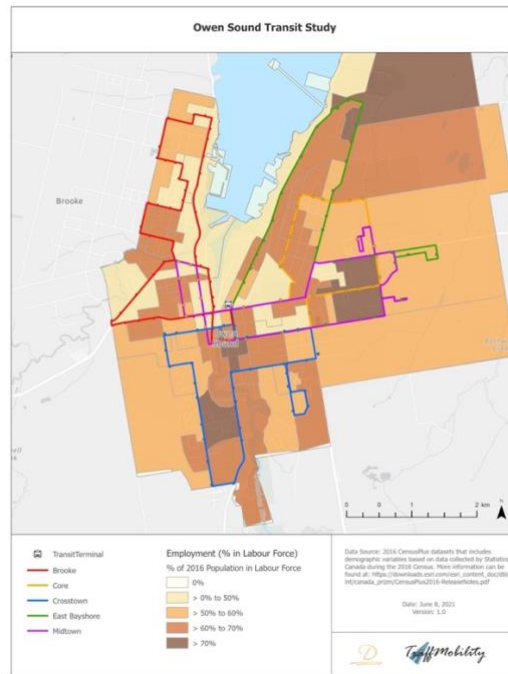 Owen Sound Transit Study
Brooke
0
1
2 km
N
TransitTerminal
Brooke
Core
Crosstown
East Bayshore
Midtown
Employment (% in Labour Force)
% of 2016 Population in Labour Force
0%
> 0% to 50%
> 50% to 60%
> 60% to 70%
> 70%
Data Source: 2016 CensusPlus datasets that includes
demographic variables based on data collected by Statistics
Canada during the 2016 Census. More information can be
found at:
Date: June 8, 2021
Version: 1.0
D
TraffMobility